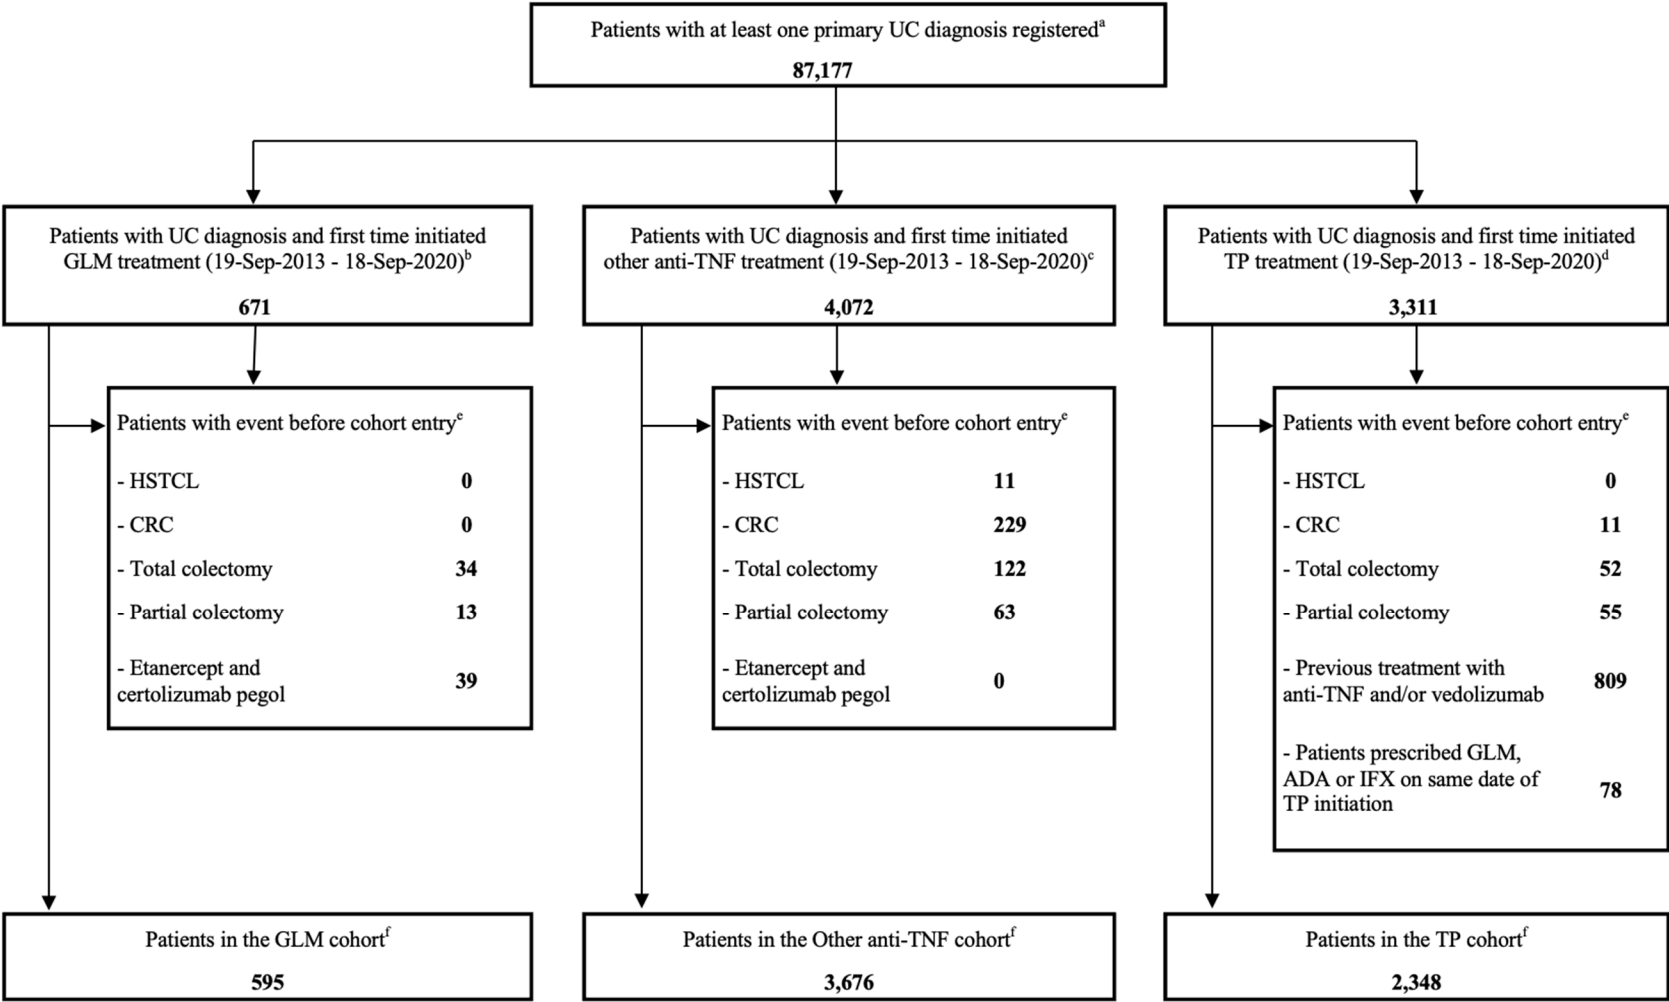 Patients with at least one primary UC diagnosis registeredᵃ
87,177
Patients with UC diagnosis and first time initiated
GLM treatment (19-Sep-2013 - 18-Sep-2020)ᵇ
671
Patients with UC diagnosis and first time initiated
other anti-TNF treatment (19-Sep-2013 - 18-Sep-2020)ᶜ
4,072
Patients with UC diagnosis and first time initiated
TP treatment (19-Sep-2013 - 18-Sep-2020)ᵈ
3,311
Patients with event before cohort entryᵉ
- HSTCL 0
- CRC 0
- Total colectomy 34
- Partial colectomy 13
- Etanercept and
certolizumab pegol 39
Patients with event before cohort entryᵉ
- HSTCL 11
- CRC 229
- Total colectomy 122
- Partial colectomy 63
- Etanercept and
certolizumab pegol 0
Patients with event before cohort entryᵉ
- HSTCL 0
- CRC 11
- Total colectomy 52
- Partial colectomy 55
- Previous treatment with
anti-TNF and/or vedolizumab 809
- Patients prescribed GLM,
ADA or IFX on same date of 78
TP initiation
Patients in the GLM cohortᶠ
595
Patients in the Other anti-TNF cohortᶠ
3,676
Patients in the TP cohortᶠ
2,348